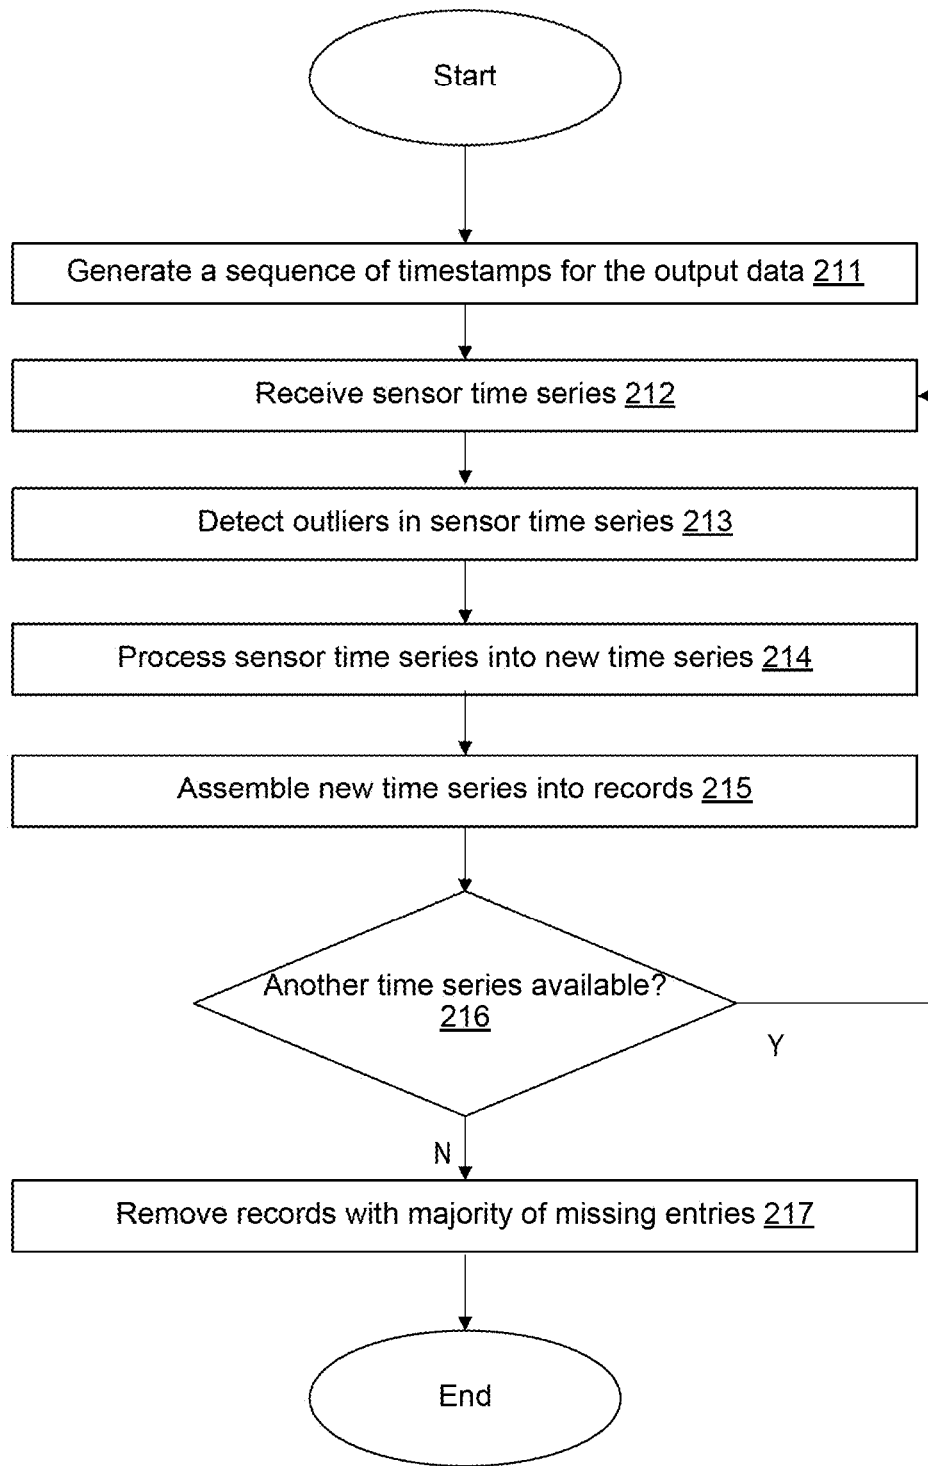 Start
Generate a sequence of timestamps for the output data 211
Receive sensor time series 212
Detect outliers in sensor time series 213
Process sensor time series into new time series 214
Assemble new time series into records 215
Another time series available?
216
Y
N
Remove records with majority of missing entries 217
End